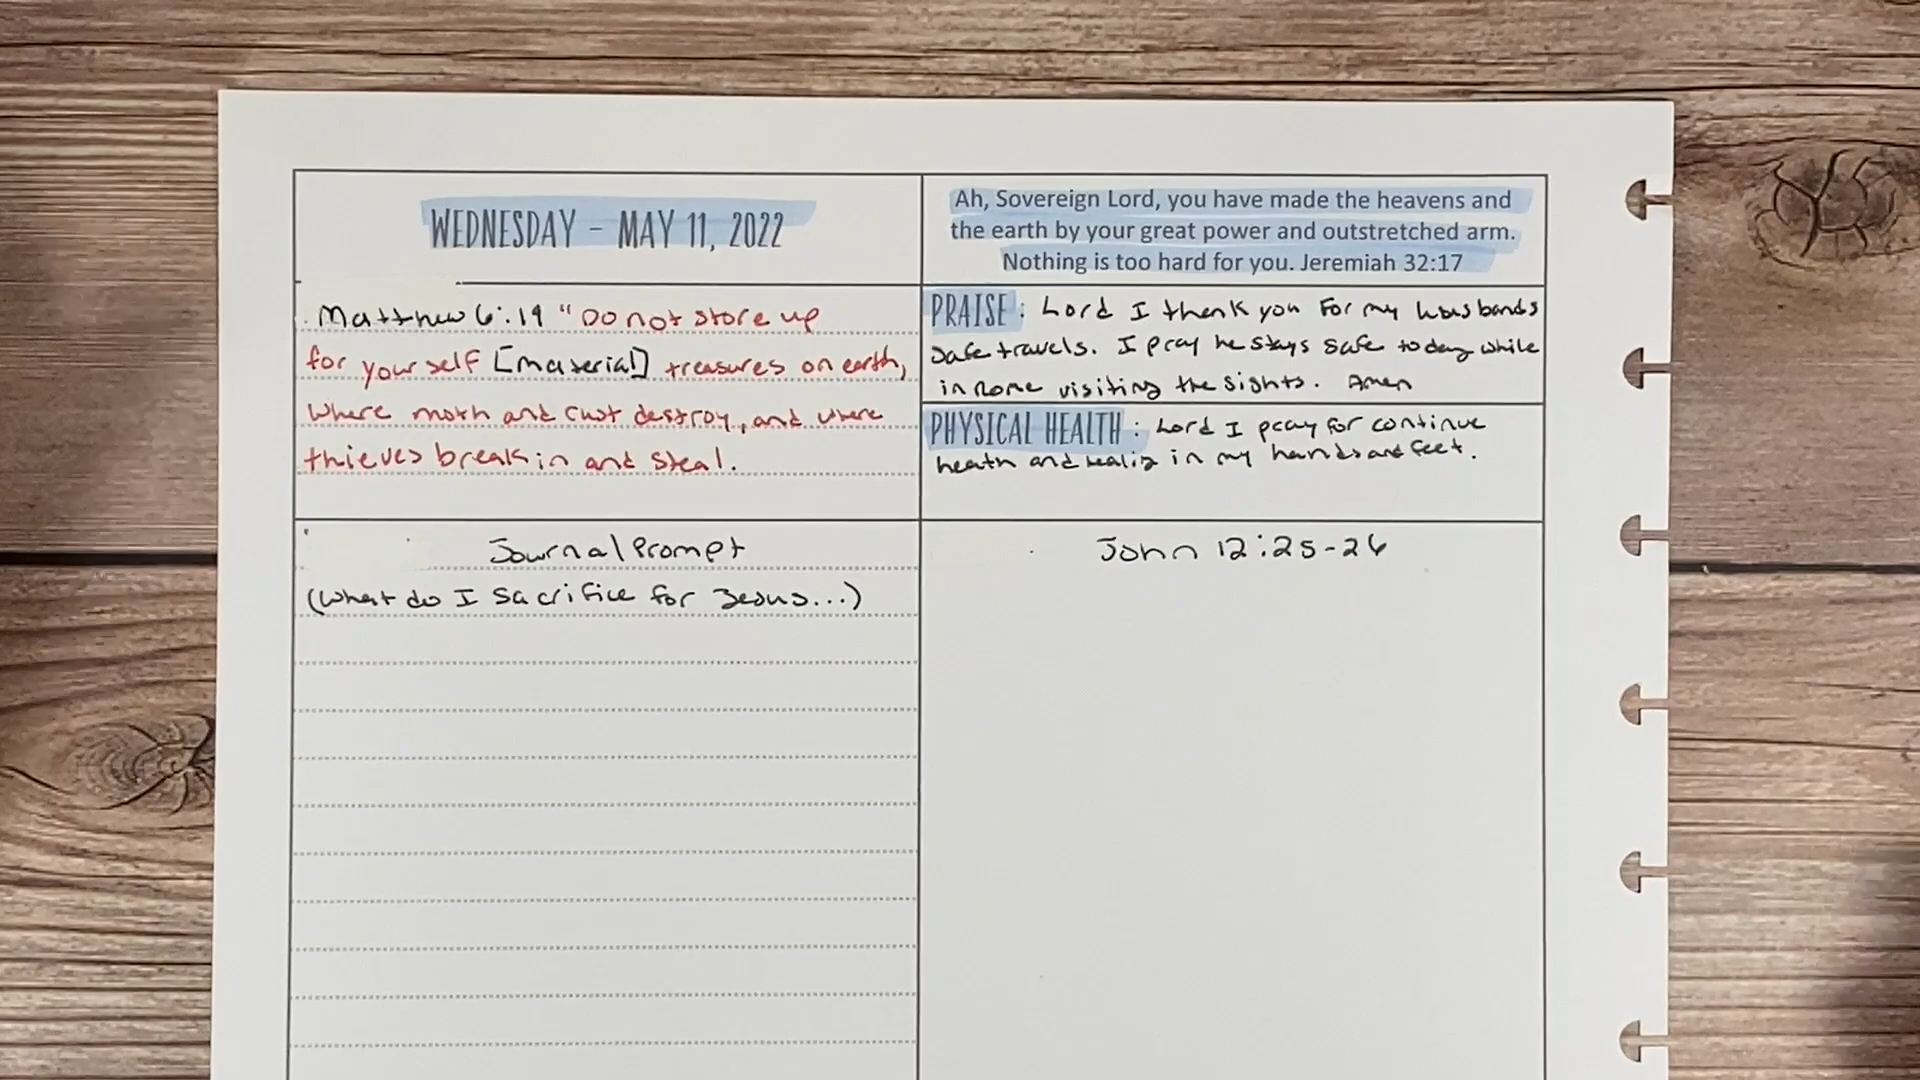 WEDNESDAY - MAY 11, 2022
Ah, Sovereign Lord, you have made the heavens and
the earth by your great power and outstretched arm.
Nothing is too hard for you. Jeremiah 32:17
Matthew 6:19 "Do not store up
for yourself [material] treasures on earth,
where moth and rust destroy, and where
thieves break in and steal.
PRAISE: Lord I thank you for my husbands
safe travels. I pray he stays safe today while
in Rome visiting the sights. Amen
PHYSICAL HEALTH: Lord I pray for continue
heath and in my hands and feet.
Journal Prompt
(What do I sacrifice for Jesus...)
John 12:25-26